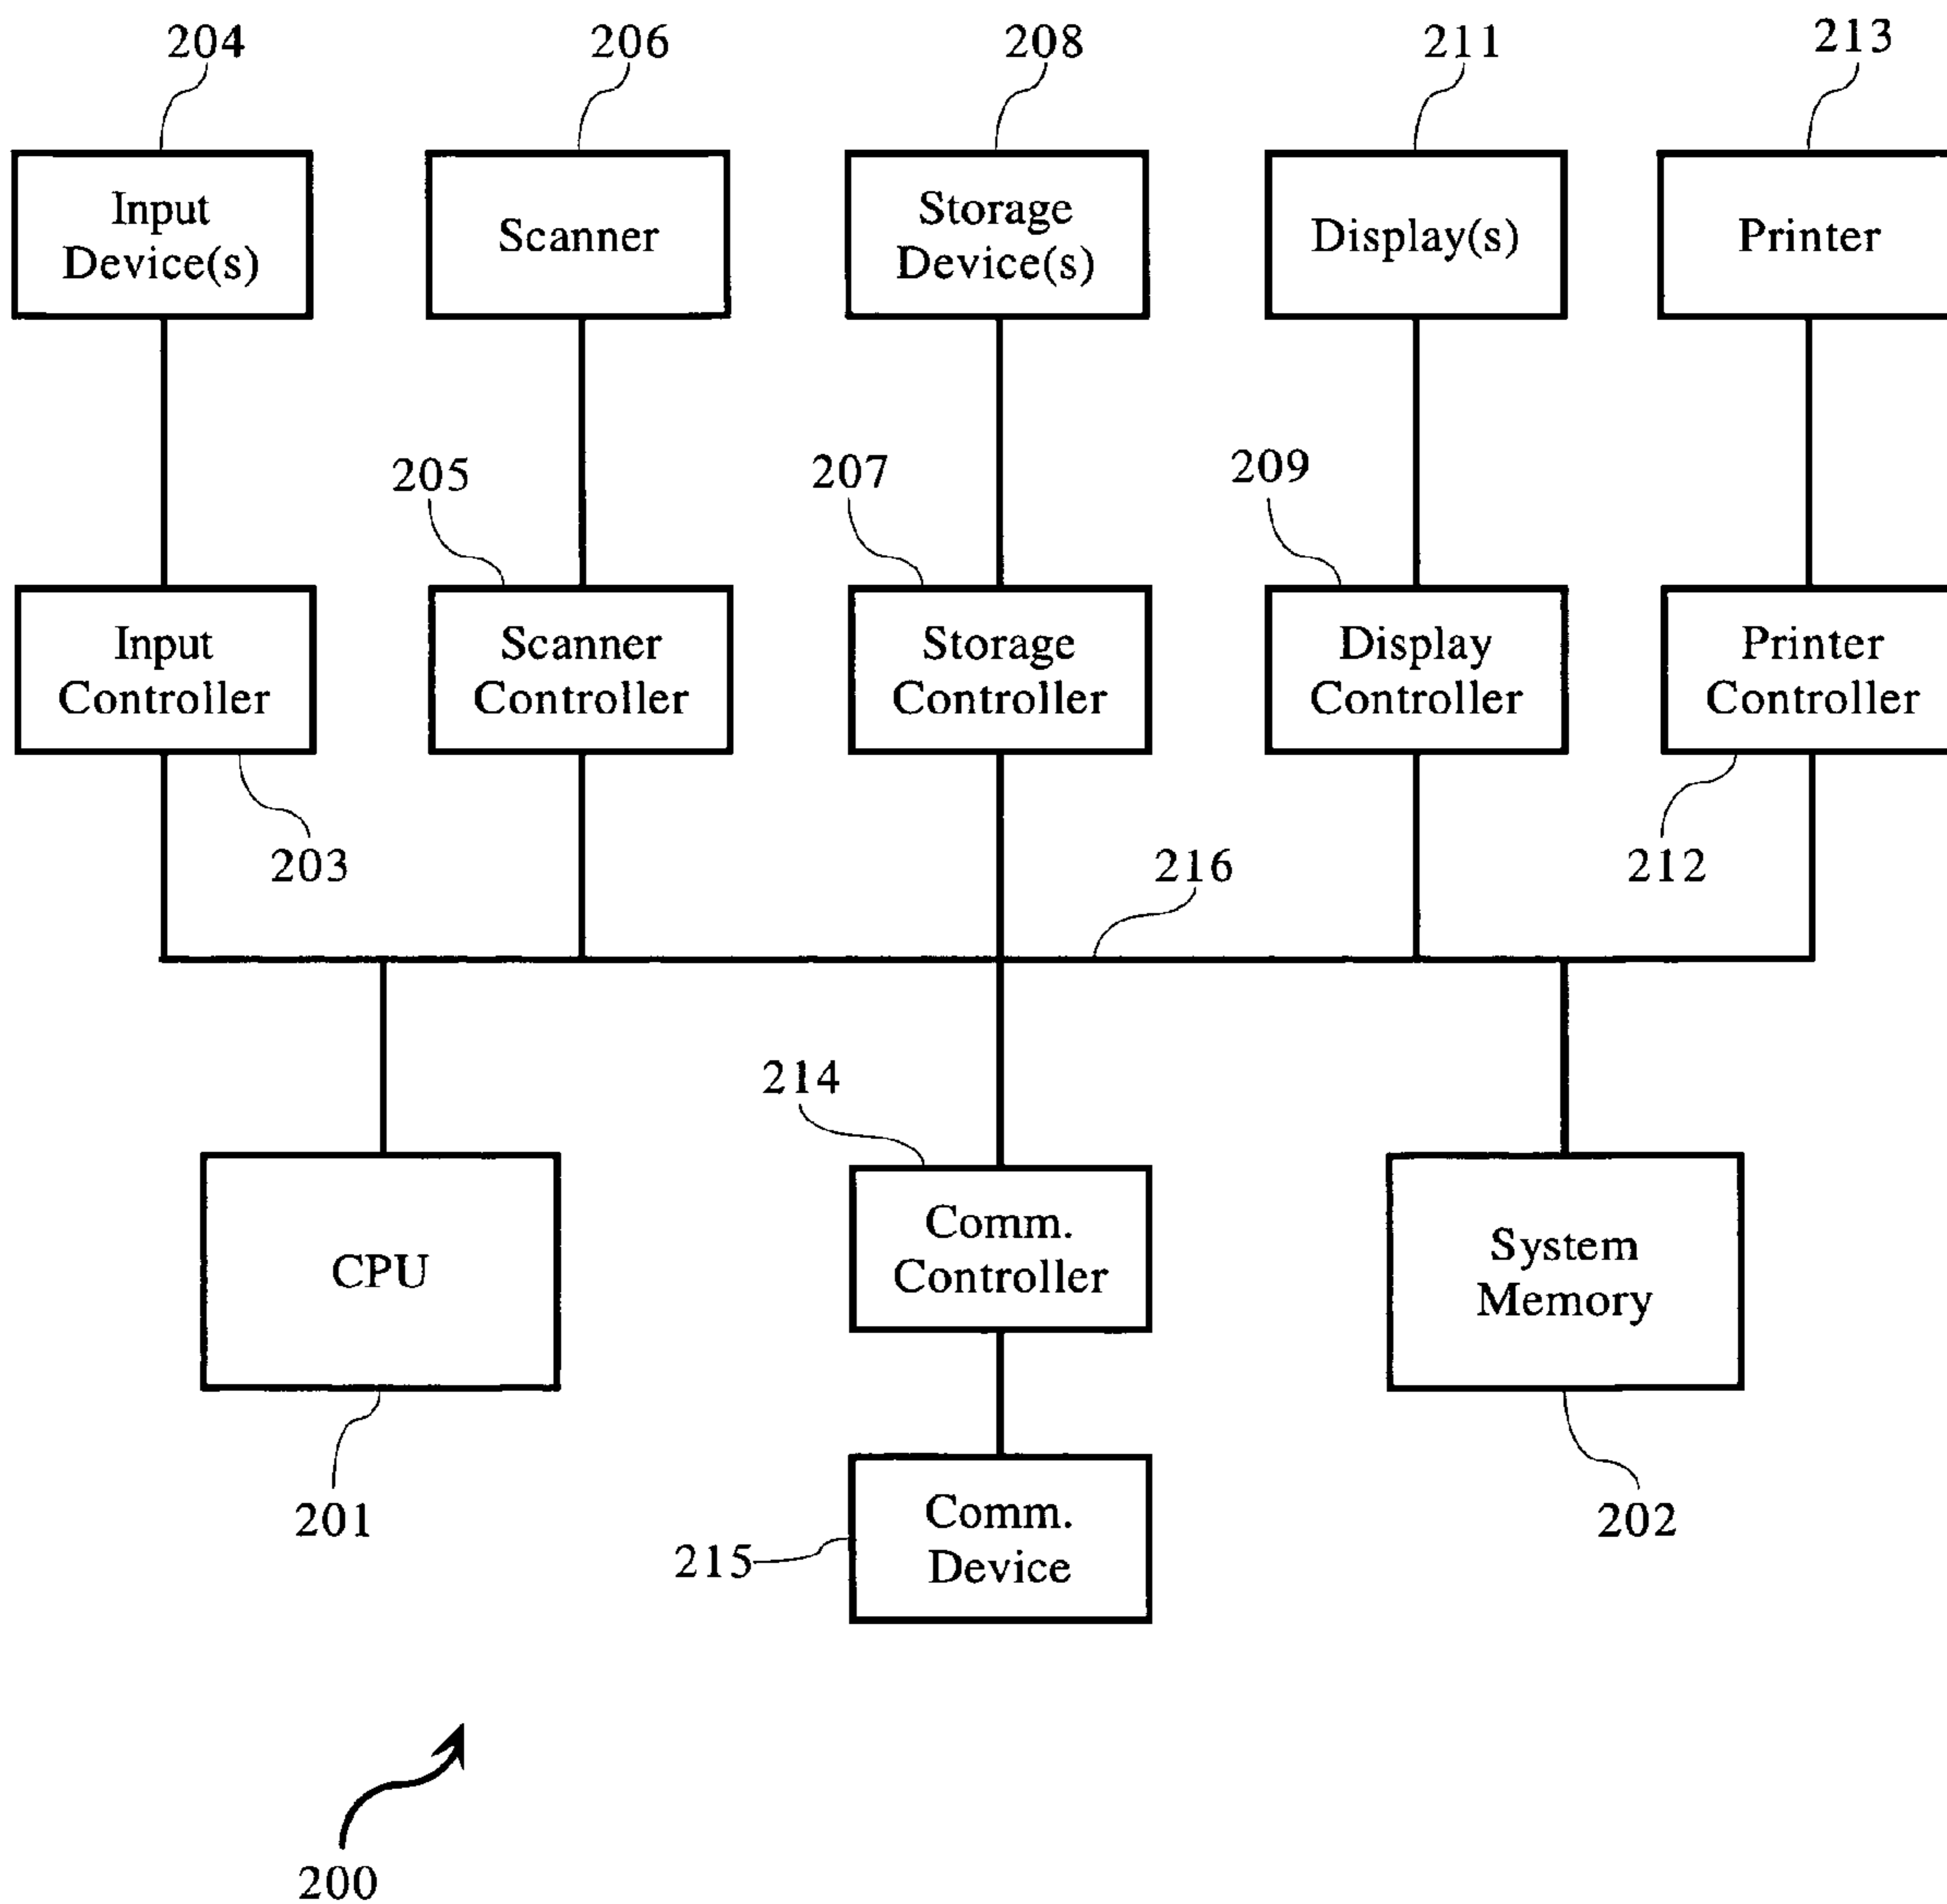 204
206
208
211
213
Input
Device(s)
Scanner
Storage
Device(s)
Display(s)
Printer
205
207
209
Input
Controller
Scanner
Controller
Storage
Controller
Display
Controller
Printer
Controller
203
216
212
214
CPU
Comm.
Controller
System
Memory
201
215
Comm.
Device
202
200